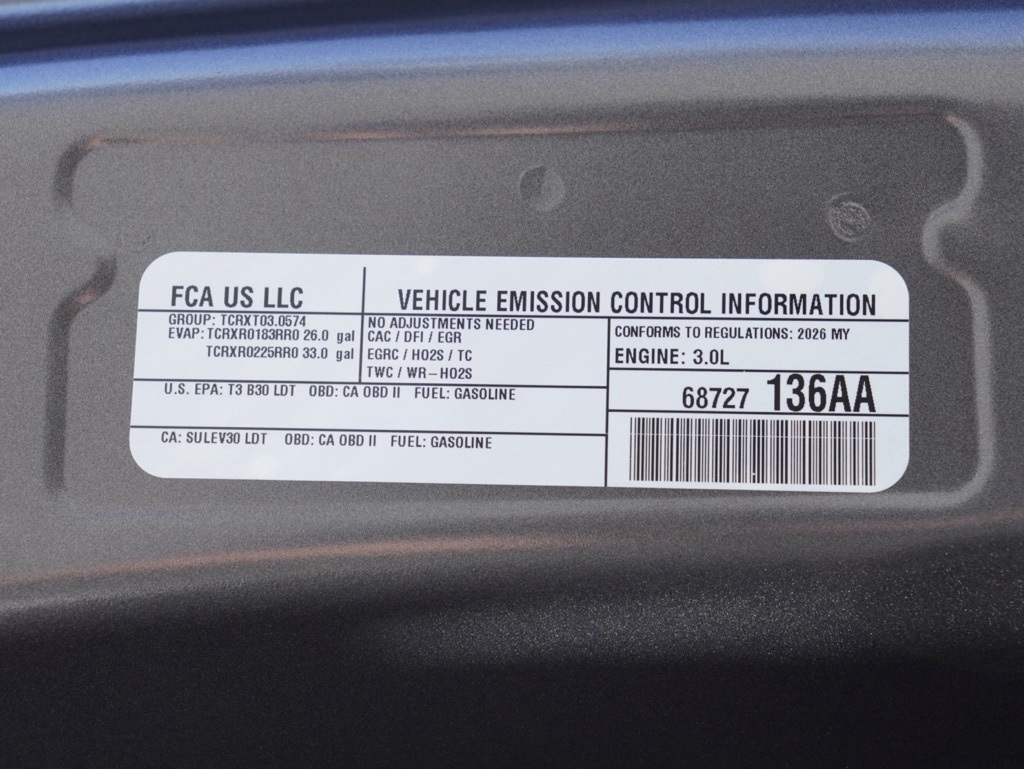 FCA US LLC
VEHICLE EMISSION CONTROL INFORMATION
GROUP: TCRXT03.0574
EVAP: TCRXR0183RR0 26.0 gal
TCRXR0225RR0 33.0 gal
NO ADJUSTMENTS NEEDED
CAC / DFI / EGR
EGRC / HO2S / TC
TWC / WR-HO2S
CONFORMS TO REGULATIONS: 2026 MY
ENGINE: 3.0L
U.S. EPA: T3 B30 LDT OBD: CA OBD II FUEL: GASOLINE
68727 136AA
CA: SULEV30 LDT OBD: CA OBD II FUEL: GASOLINE